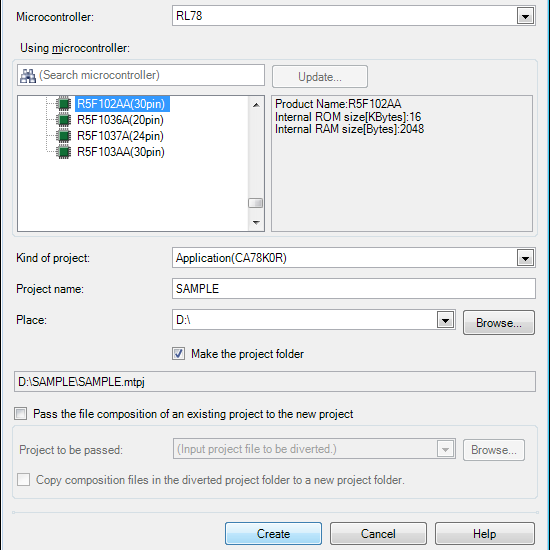 Microcontroller: RL78
Using microcontroller:
(Search microcontroller) Update...
R5F102AA(30pin)
R5F1036A(20pin)
R5F1037A(24pin)
R5F103AA(30pin)
Product Name:R5F102AA
Internal ROM size[KBytes]:16
Internal RAM size[Bytes]:2048
Kind of project: Application(CA78K0R)
Project name: SAMPLE
Place: D:\ Browse...
Make the project folder
D:\SAMPLE\SAMPLE.mtpj
Pass the file composition of an existing project to the new project
Project to be passed: (Input project file to be diverted.) Browse...
Copy composition files in the diverted project folder to a new project folder.
Create Cancel Help